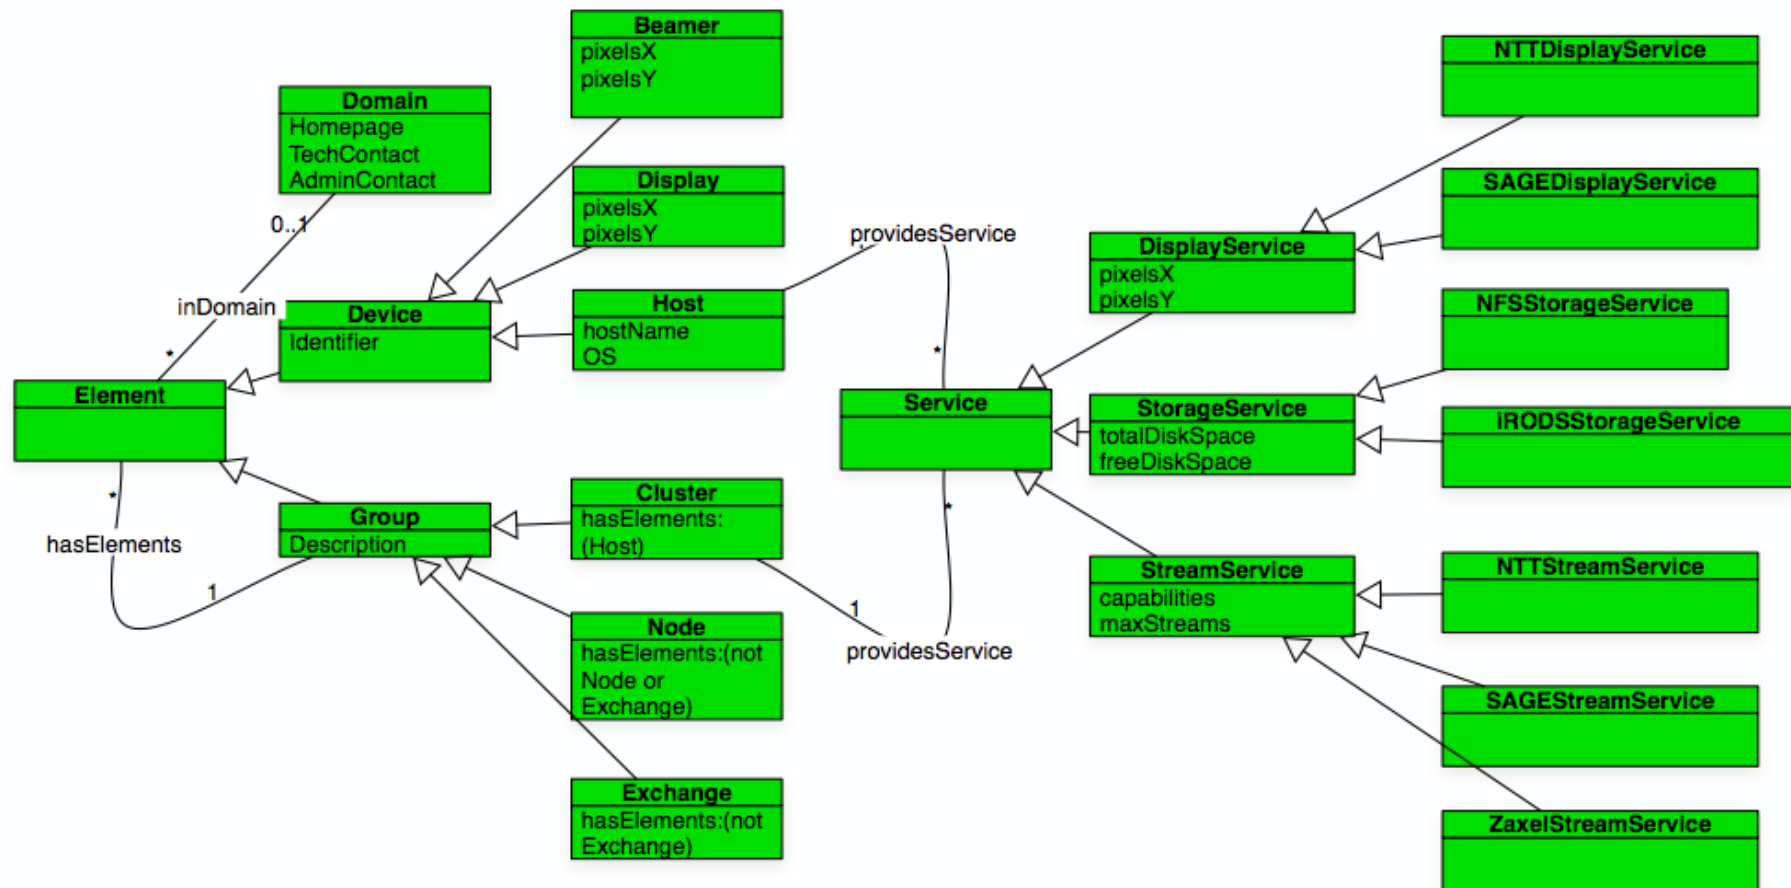 Beamer
pixelsX
pixelsY
Domain
Homepage
TechContact
AdminContact
0..1
inDomain
*
Display
pixelsX
pixelsY
Device
Identifier
Host
hostName
OS
providesService
*
Element
*
hasElements
1
Group
Description
Cluster
hasElements:
(Host)
1
providesService
*
Node
hasElements:(not
Node or
Exchange)
Exchange
hasElements:(not
Exchange)
Service
DisplayService
pixelsX
pixelsY
StorageService
totalDiskSpace
freeDiskSpace
StreamService
capabilities
maxStreams
NTTDisplayService
SAGEDisplayService
NFSStorageService
iRODSStorageService
NTTStreamService
SAGEStreamService
ZaxelStreamService